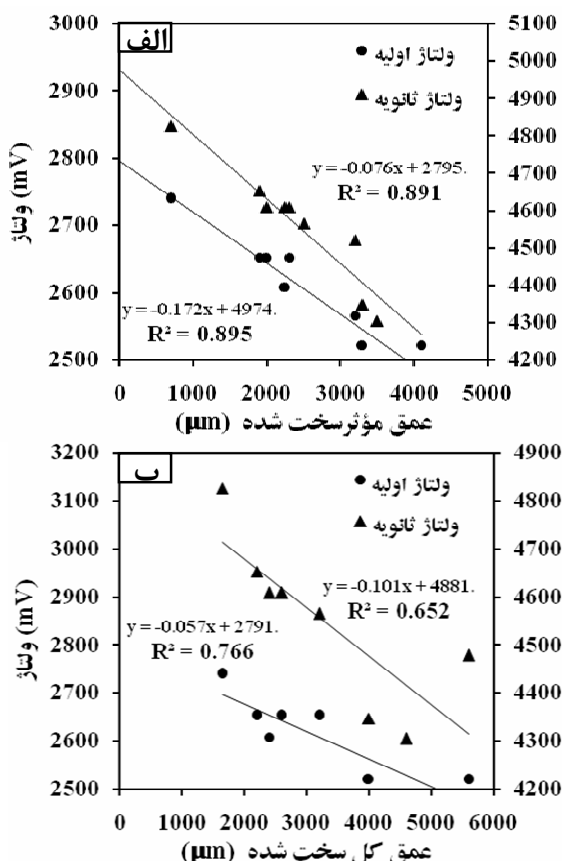 الف
ولتاژ اولیه
ولتاژ ثانویه
ولتاژ (mV)
3000
2900
2800
2700
2600
2500
5100
5000
4900
4800
4700
4600
4500
4400
4300
4200
y = -0.076x + 2795.
R² = 0.891
y = -0.172x + 4974.
R² = 0.895
0 1000 2000 3000 4000 5000
عمق مؤثرسخت شده (μm)
ب
ولتاژ اولیه
ولتاژ ثانویه
ولتاژ (mV)
3200
3100
3000
2900
2800
2700
2600
2500
4900
4800
4700
4600
4500
4400
4300
4200
y = -0.101x + 4881.
R² = 0.652
y = -0.057x + 2791.
R² = 0.766
0 1000 2000 3000 4000 5000 6000
عمق کل سخت شده (μm)